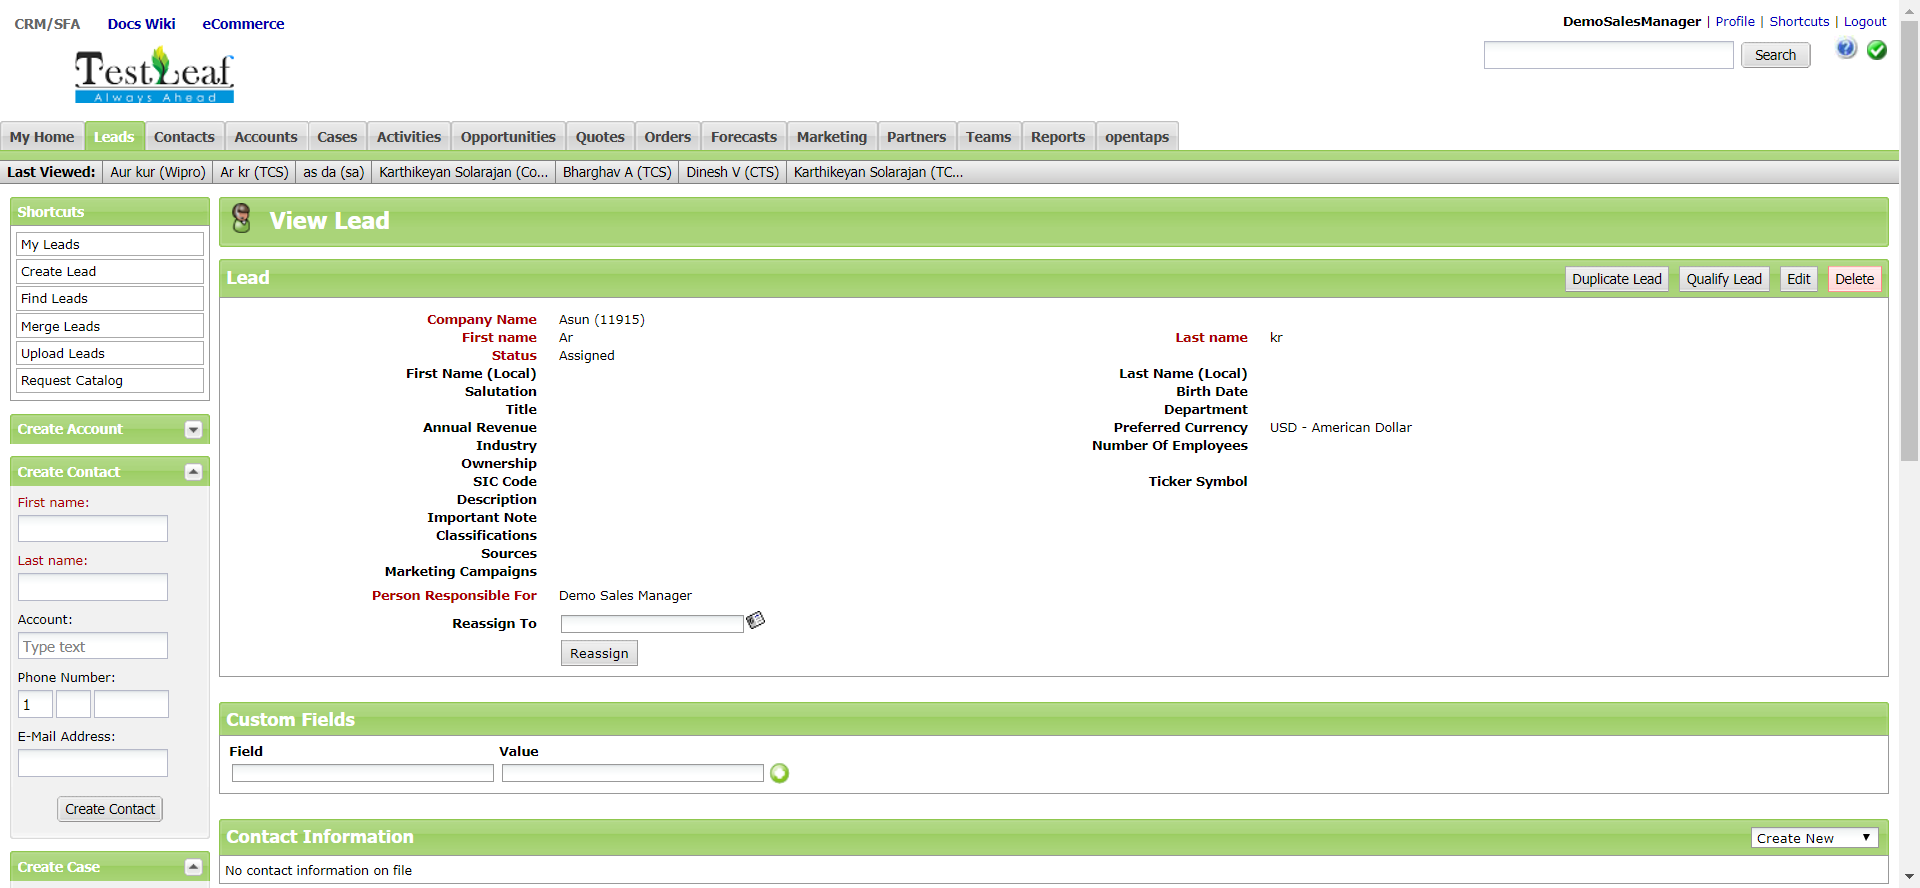 CRM/SFA Docs Wiki eCommerce
DemoSalesManager | Profile | Shortcuts | Logout
TestLeaf
Always Ahead
Search
My Home Leads Contacts Accounts Cases Activities Opportunities Quotes Orders Forecasts Marketing Partners Teams Reports opentaps
Last Viewed: Aur kur (Wipro) Ar kr (TCS) as da (sa) Karthikeyan Solarajan (Co... Bharghav A (TCS) Dinesh V (CTS) Karthikeyan Solarajan (TC...
Shortcuts
My Leads
Create Lead
Find Leads
Merge Leads
Upload Leads
Request Catalog
Create Account
Create Contact
First name:
Last name:
Account:
Type text
Phone Number:
1
E-Mail Address:
Create Contact
Create Case
View Lead
Lead Duplicate Lead Qualify Lead Edit Delete
Company Name Asun (11915)
First name Ar Last name kr
Status Assigned
First Name (Local) Last Name (Local)
Salutation Birth Date
Title Department
Annual Revenue Preferred Currency USD - American Dollar
Industry Number Of Employees
Ownership
SIC Code Ticker Symbol
Description
Important Note
Classifications
Sources
Marketing Campaigns
Person Responsible For Demo Sales Manager
Reassign To
Reassign
Custom Fields
Field Value
Contact Information Create New
No contact information on file